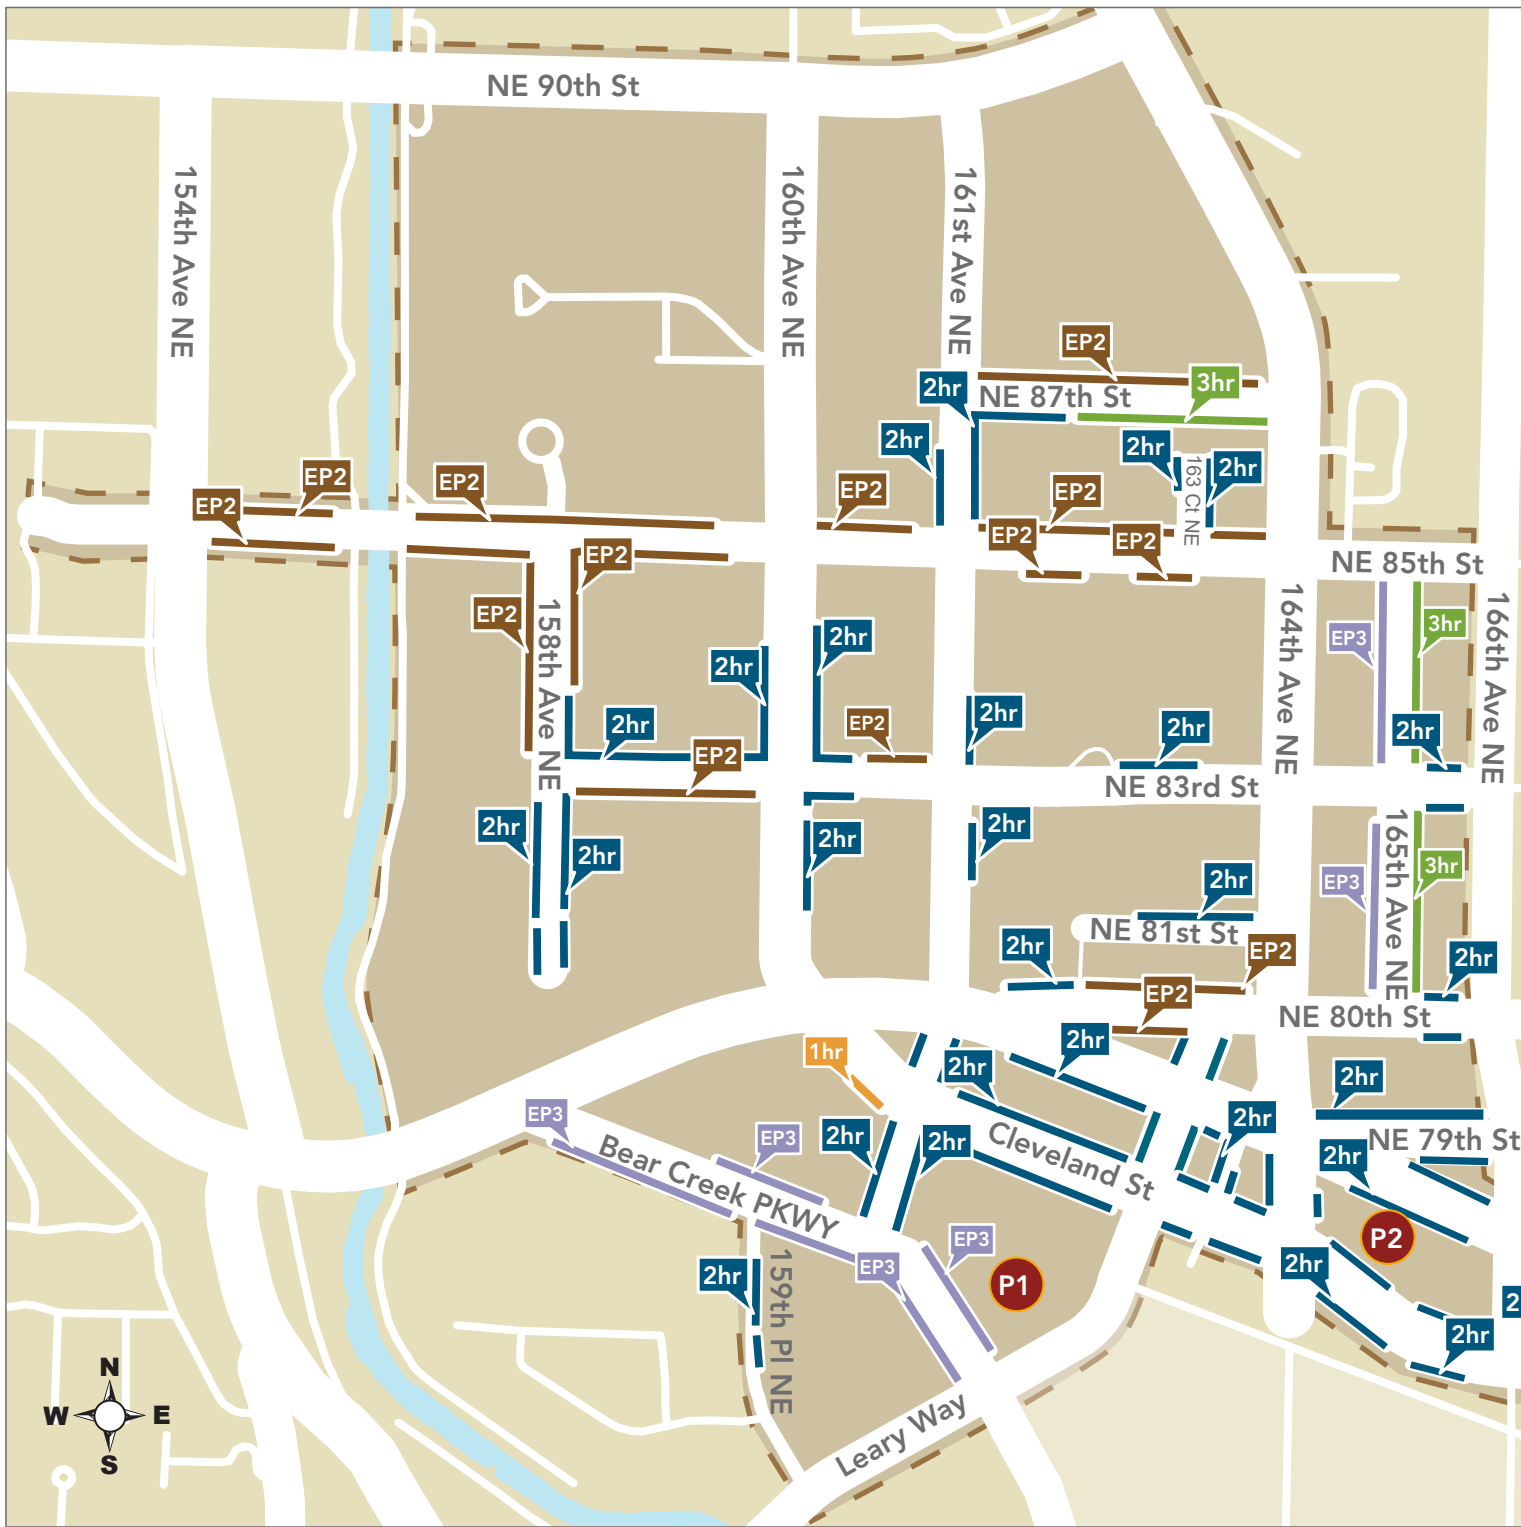 NE 90th St
154th Ave NE
160th Ave NE
161st Ave NE
EP2
3hr
2hr
NE 87th St
2hr
2hr
163 Ct NE
2hr
EP2
EP2
EP2
EP2
EP2
EP2
EP2
EP2
NE 85th St
EP2
EP2
158th Ave NE
164th Ave NE
166th Ave NE
EP3
3hr
2hr
2hr
2hr
EP2
EP2
2hr
2hr
2hr
2hr
NE 83rd St
2hr
2hr
2hr
2hr
165th Ave NE
EP3
3hr
2hr
NE 81st St
2hr
EP2
2hr
EP2
NE 80th St
1hr
2hr
2hr
2hr
EP3
EP3
2hr
2hr
2hr
NE 79th St
2hr
Bear Creek PKWY
Cleveland St
EP3
EP3
P1
P2
2hr
2hr
159th Pl NE
2
2hr
Leary Way
N
W
E
S